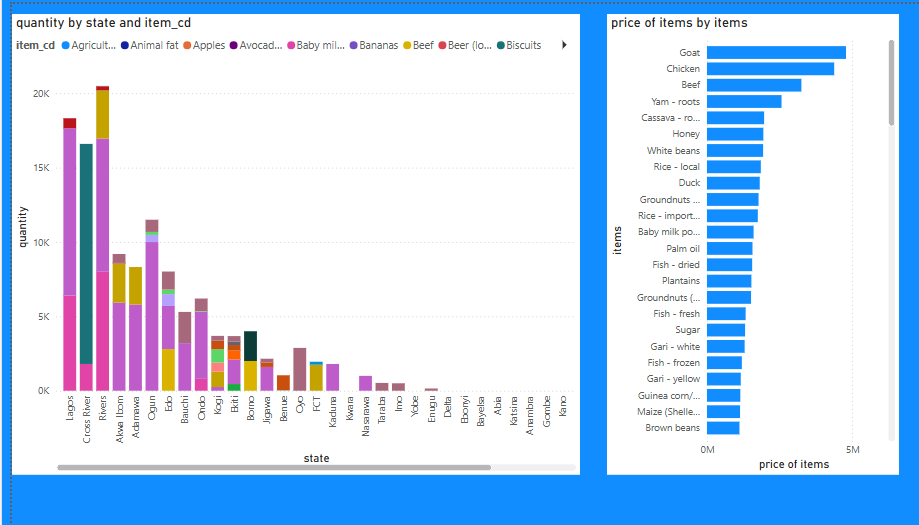 quantity by state and item_cd
item_cd Agricult... Animal fat Apples Avocad... Baby mil... Bananas Beef Beer (lo... Biscuits
20K
15K
10K
5K
0K
quantity
Lagos
Cross River
Rivers
Akwa Ibom
Adamawa
Ogun
Edo
Bauchi
Ondo
Kogi
Ekiti
Borno
Jigawa
Benue
Oyo
FCT
Kaduna
Kwara
Nasarawa
Taraba
Imo
Yobe
Enugu
Delta
Ebonyi
Bayelsa
Abia
Katsina
Anambra
Gombe
Kano
state
price of items by items
items
Goat
Chicken
Beef
Yam - roots
Cassava - ro...
Honey
White beans
Rice - local
Duck
Groundnuts ...
Rice - import...
Baby milk po...
Palm oil
Fish - dried
Plantains
Groundnuts (...
Fish - fresh
Sugar
Gari - white
Fish - frozen
Gari - yellow
Guinea corn/...
Maize (Shelle...
Brown beans
0M 5M
price of items